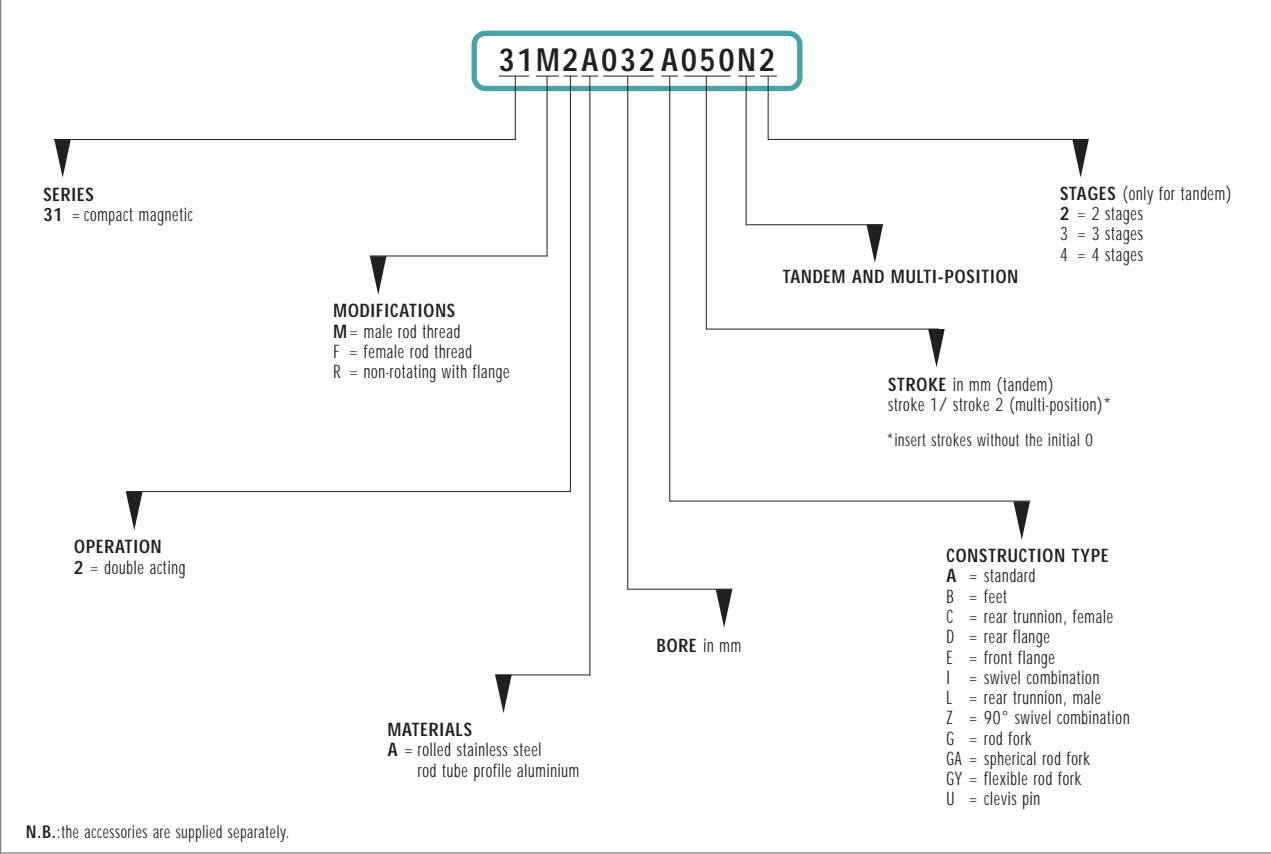 31M2A032A050N2
SERIES
31 = compact magnetic
MODIFICATIONS
M = male rod thread
F = female rod thread
R = non-rotating with flange
OPERATION
2 = double acting
MATERIALS
A = rolled stainless steel
rod tube profile aluminium
BORE in mm
STAGES (only for tandem)
2 = 2 stages
3 = 3 stages
4 = 4 stages
TANDEM AND MULTI-POSITION
STROKE in mm (tandem)
stroke 1/ stroke 2 (multi-position)*
*insert strokes without the initial 0
CONSTRUCTION TYPE
A = standard
B = feet
C = rear trunnion, female
D = rear flange
E = front flange
I = swivel combination
L = rear trunnion, male
Z = 90° swivel combination
G = rod fork
GA = spherical rod fork
GY = flexible rod fork
U = clevis pin
N.B.:the accessories are supplied separately.